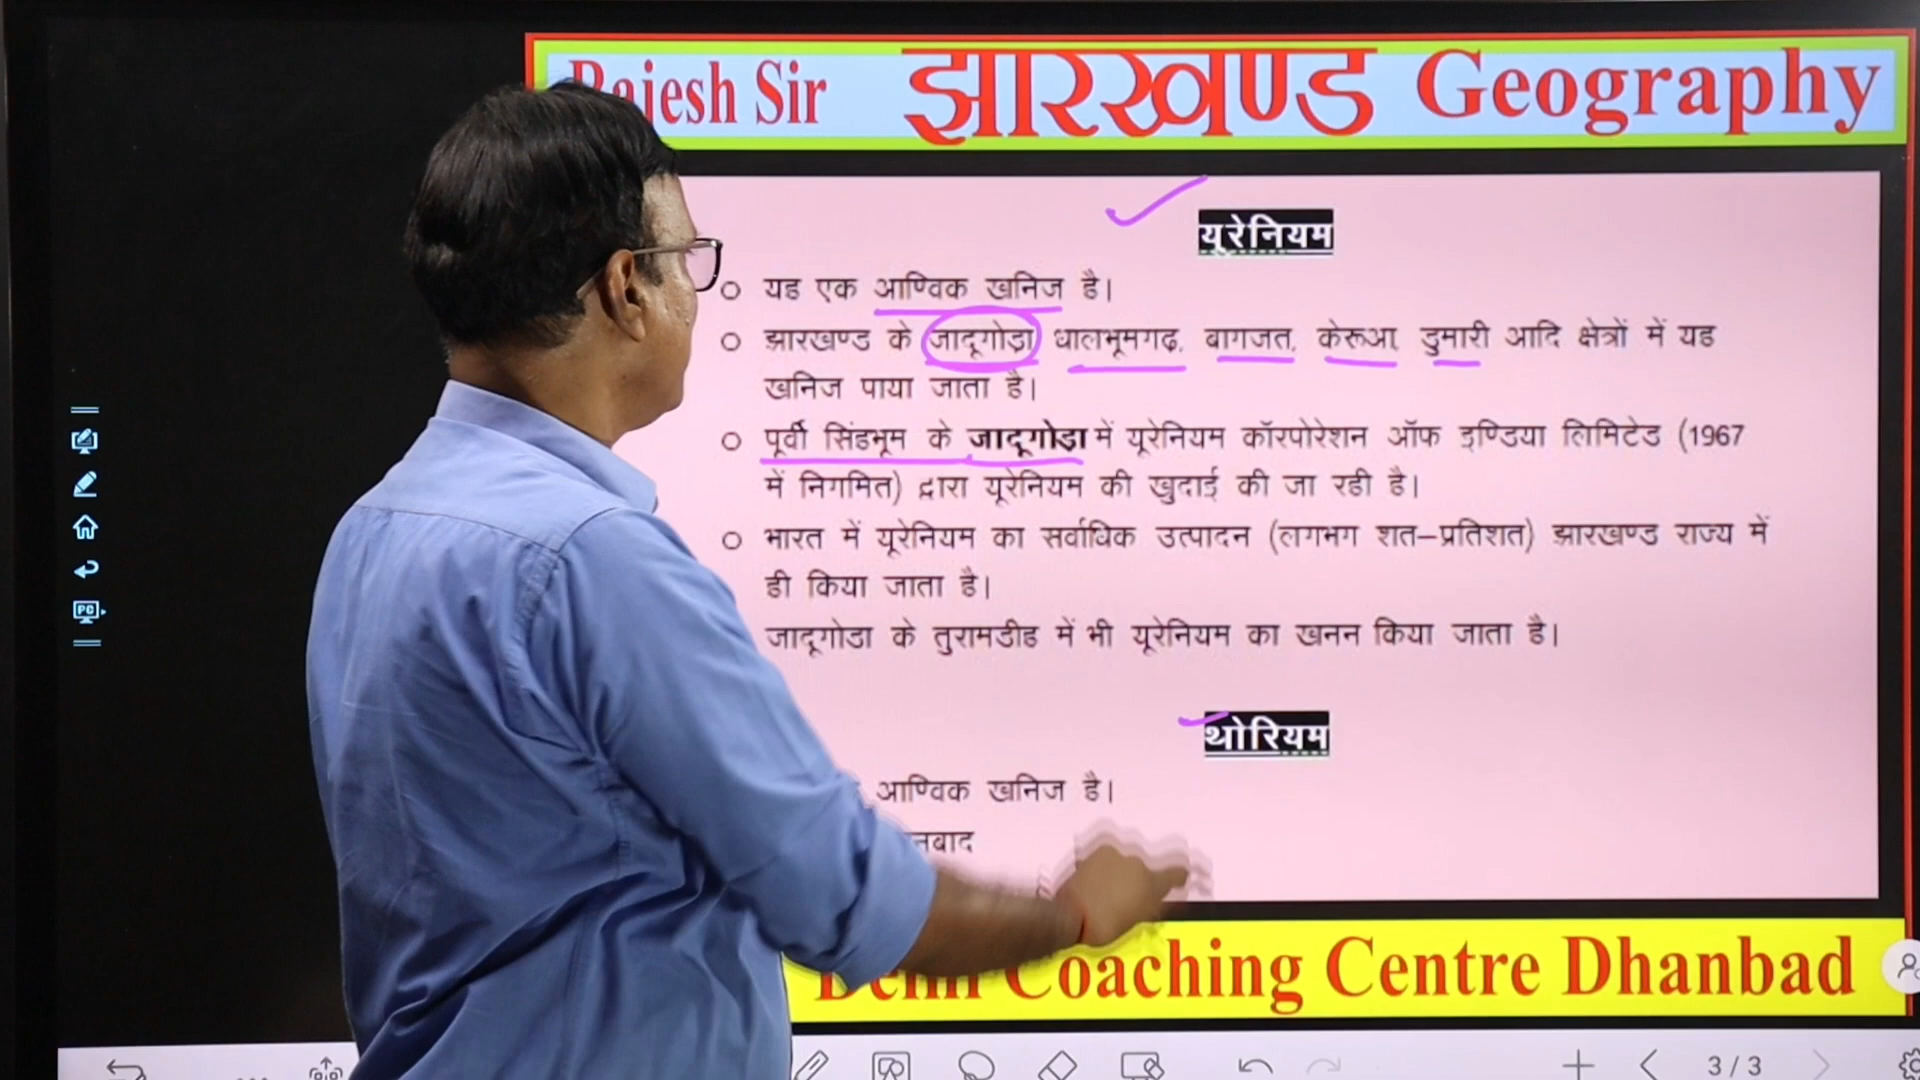 Rajesh Sir झारखण्ड Geography
यूरेनियम
○ यह एक आण्विक खनिज है।
○ झारखण्ड के जादूगोड़ा धालभूमगढ़, बागजत, केरूआ, डुमारी आदि क्षेत्रों में यह
खनिज पाया जाता है।
○ पूर्वी सिंहभूम के जादूगोड़ा में यूरेनियम कॉरपोरेशन ऑफ इण्डिया लिमिटेड (1967
में निगमित) द्वारा यूरेनियम की खुदाई की जा रही है।
○ भारत में यूरेनियम का सर्वाधिक उत्पादन (लगभग शत–प्रतिशत) झारखण्ड राज्य में
ही किया जाता है।
जादूगोडा के तुरामडीह में भी यूरेनियम का खनन किया जाता है।
थोरियम
आण्विक खनिज है।
नबाद
Coaching Centre Dhanbad
PC
3 / 3